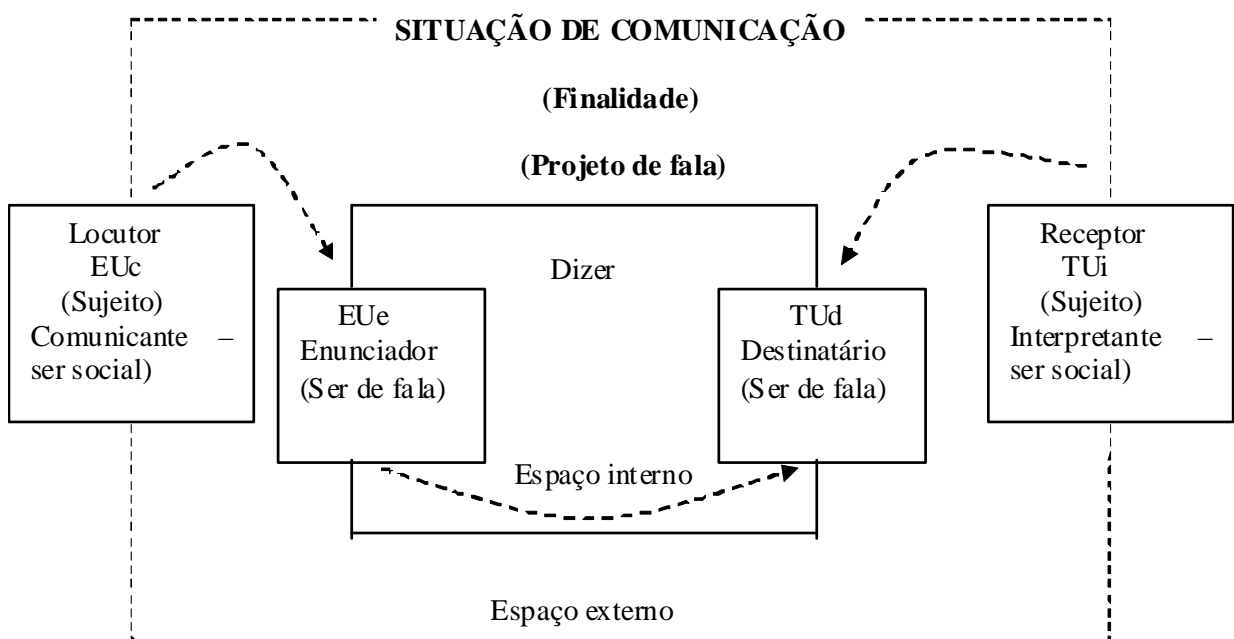 SITUAÇÃO DE COMUNICAÇÃO
(Finalidade)
(Projeto de fala)
Locutor
EUc
(Sujeito)
Comunicante –
ser social)
Dizer
EUe
Enunciador
(Ser de fala)
TUd
Destinatário
(Ser de fala)
Receptor
TUi
(Sujeito)
Interpretante –
ser social)
Espaço interno
Espaço externo